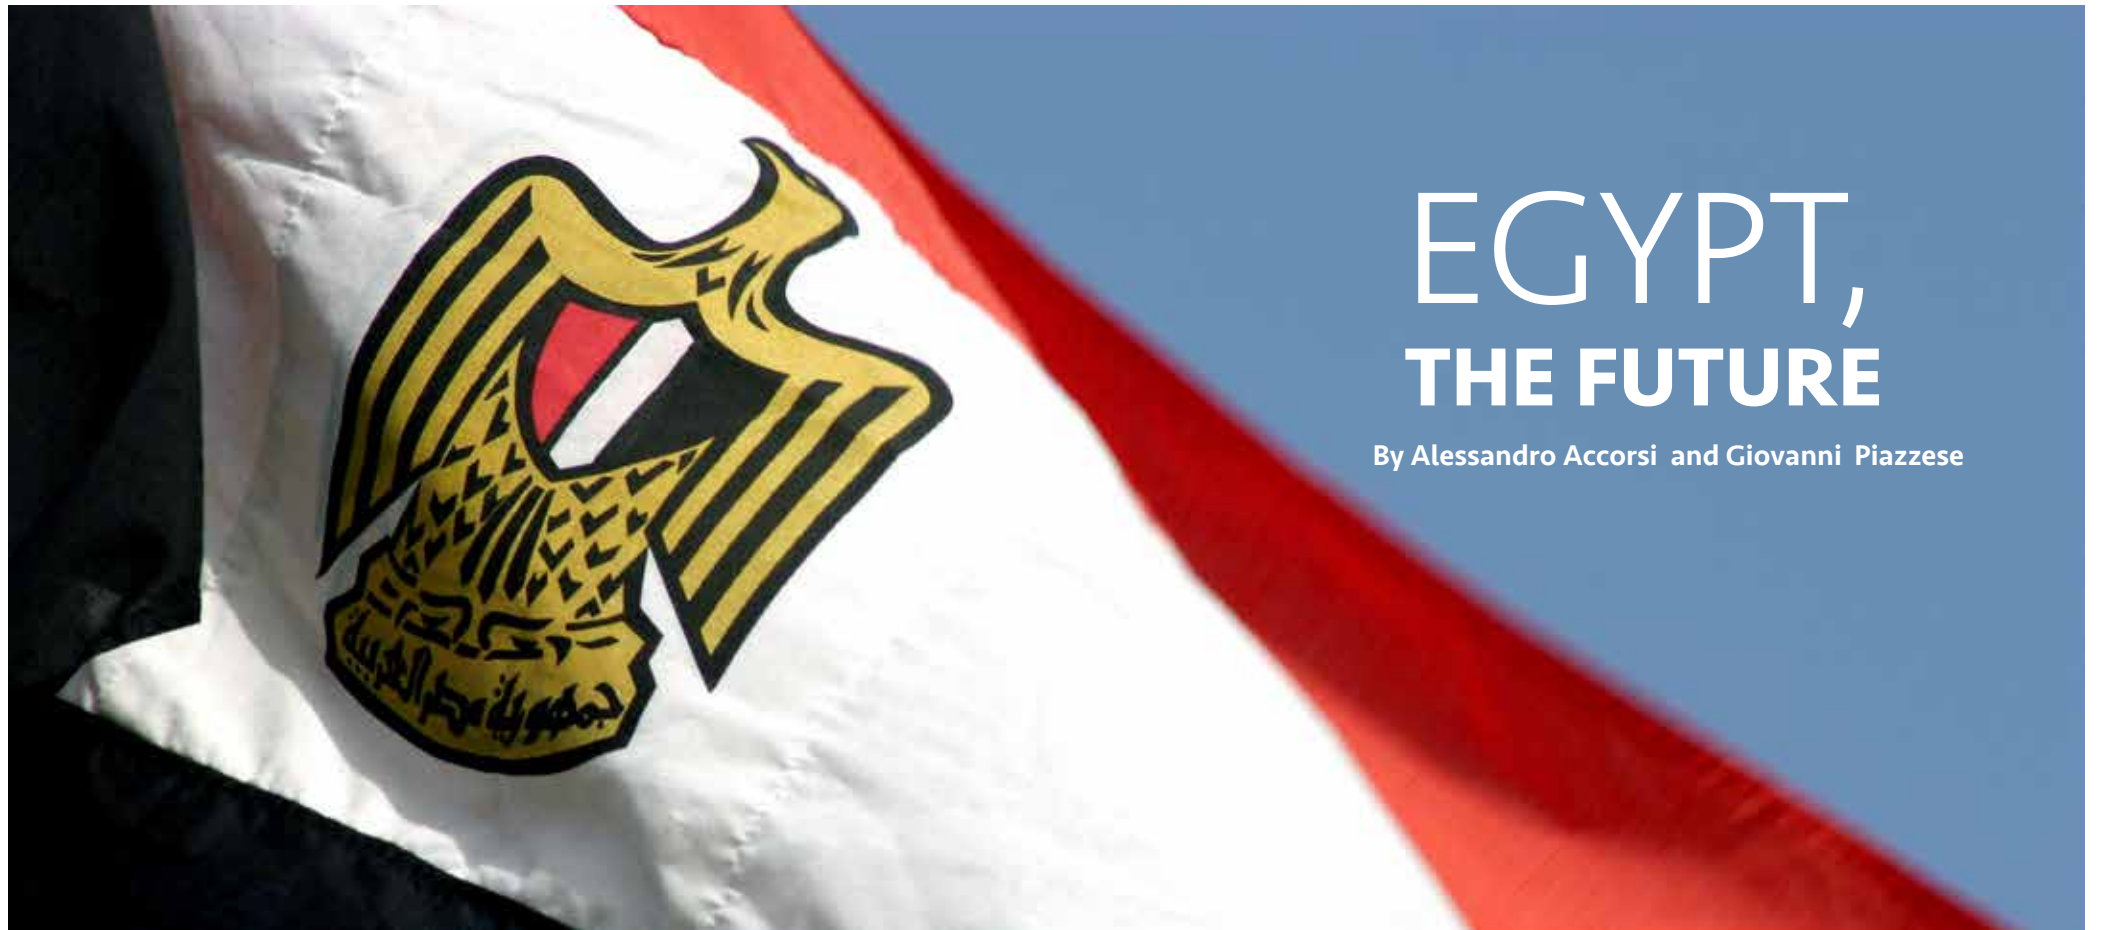 EGYPT,
THE FUTURE
By Alessandro Accorsi and Giovanni Piazzese
جمهورية مصر العربية